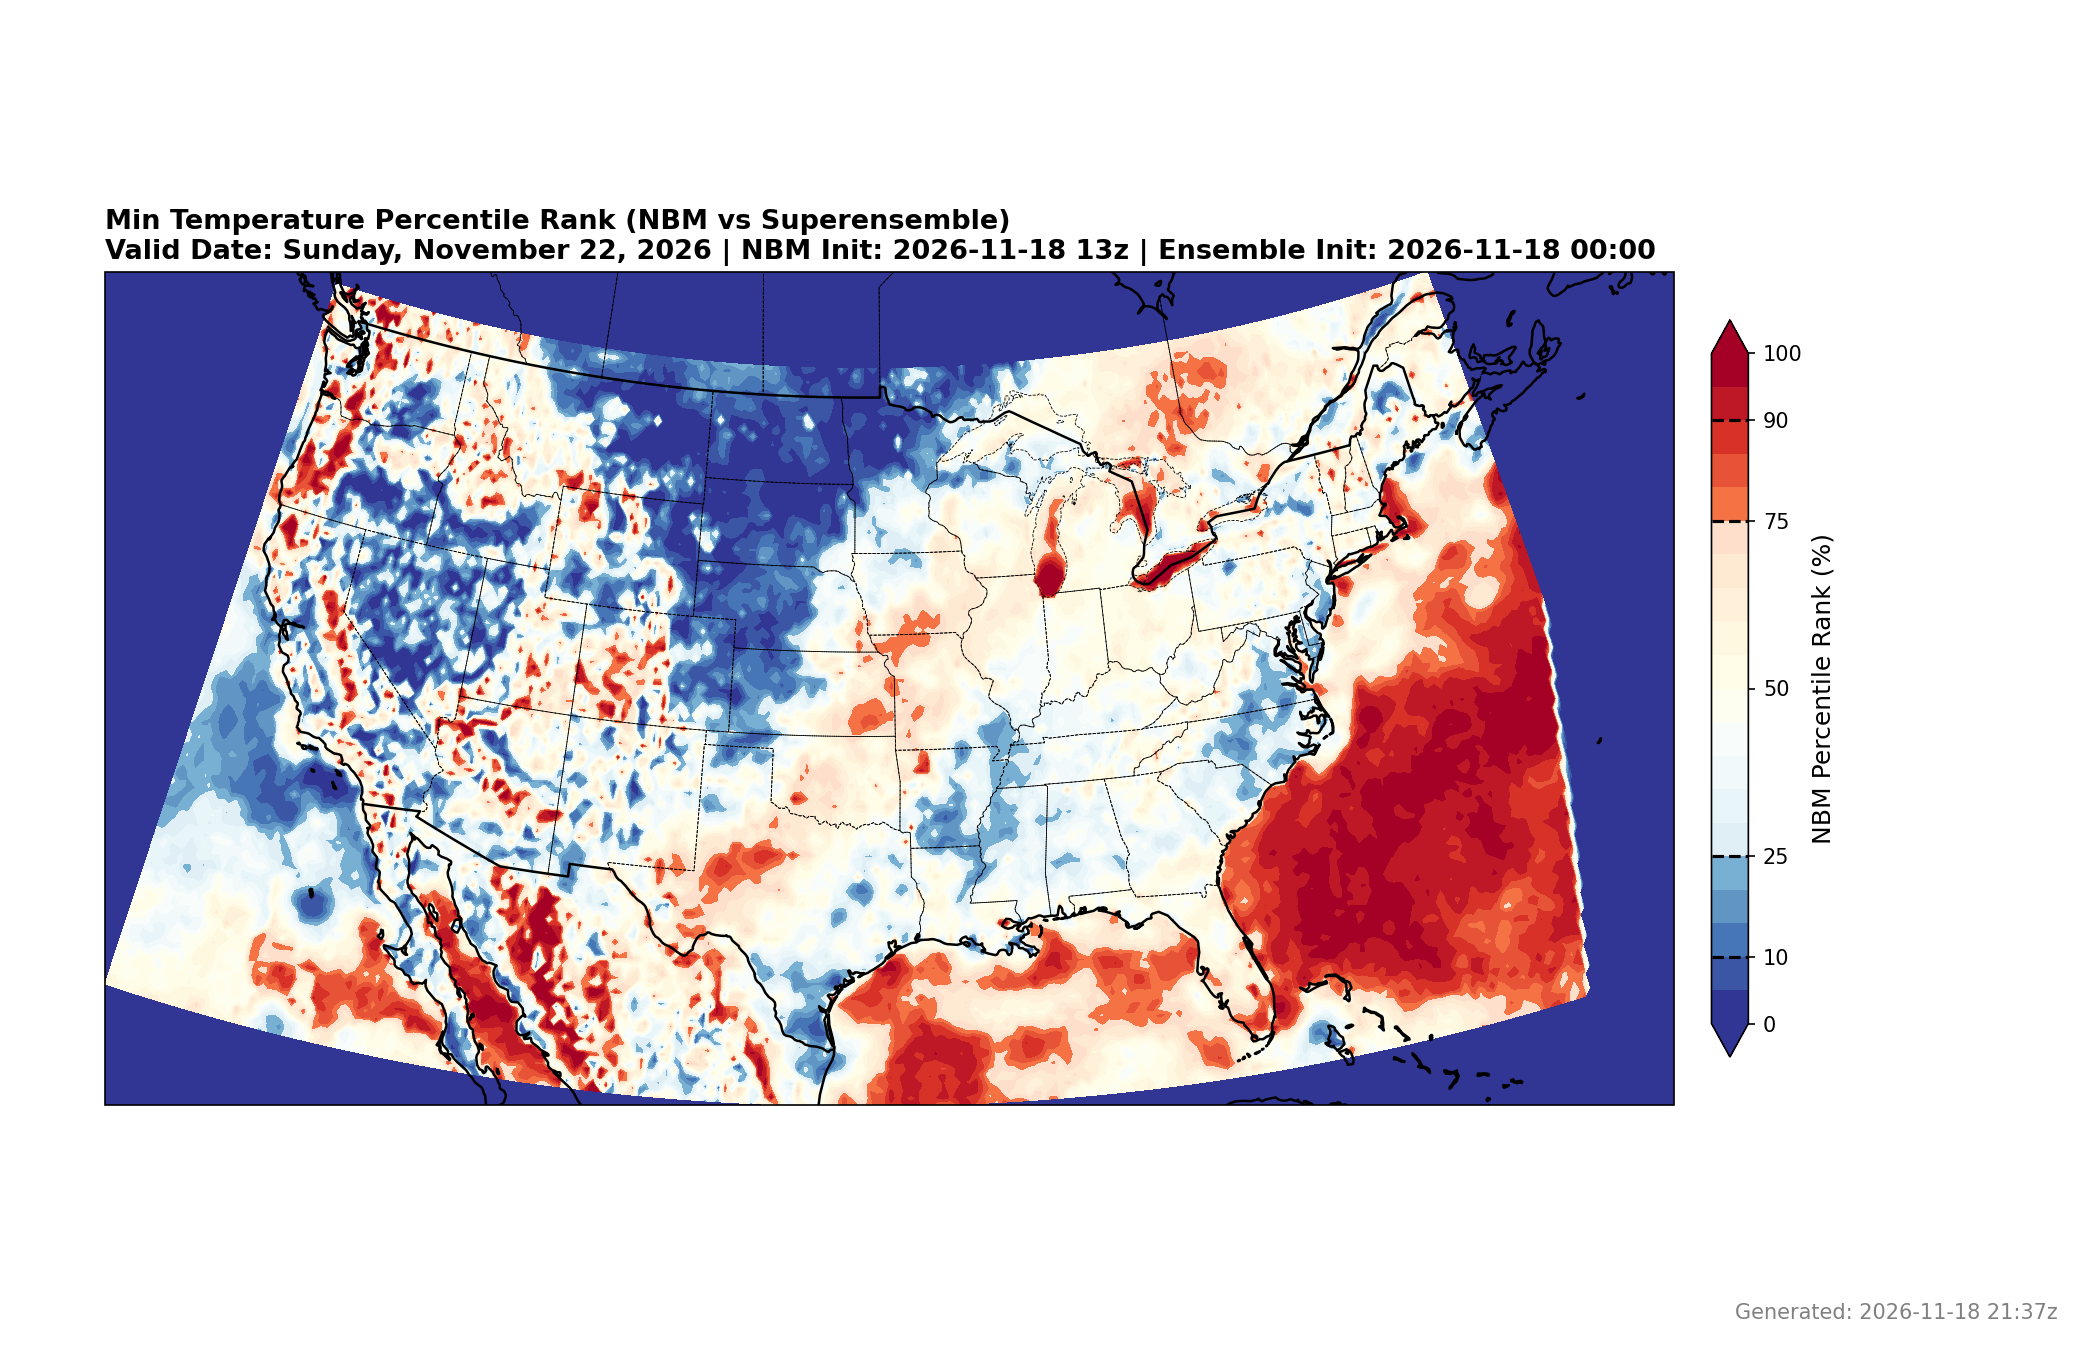 Min Temperature Percentile Rank (NBM vs Superensemble)
Valid Date: Sunday, November 22, 2026 | NBM Init: 2026-11-18 13z | Ensemble Init: 2026-11-18 00:00
100
90
75
50
25
10
0
NBM Percentile Rank (%)
Generated: 2026-11-18 21:37z